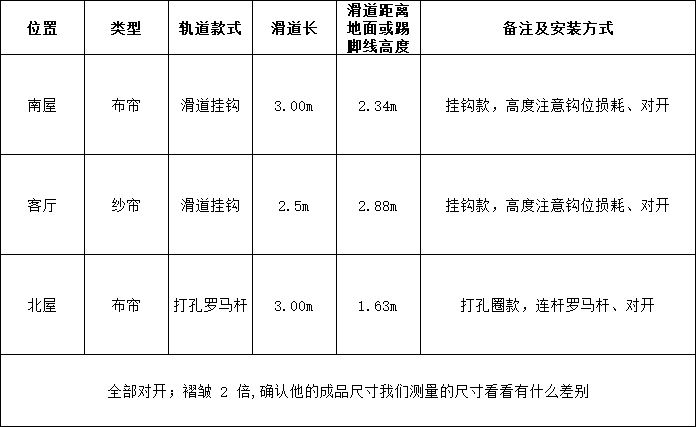 位置 类型 轨道款式 滑道长 滑道距离地面或踢脚线高度 备注及安装方式
南屋 布帘 滑道挂钩 3.00m 2.34m 挂钩款，高度注意钩位损耗、对开
客厅 纱帘 滑道挂钩 2.5m 2.88m 挂钩款，高度注意钩位损耗、对开
北屋 布帘 打孔罗马杆 3.00m 1.63m 打孔圈款，连杆罗马杆、对开
全部对开；褶皱 2 倍,确认他的成品尺寸我们测量的尺寸看看有什么差别